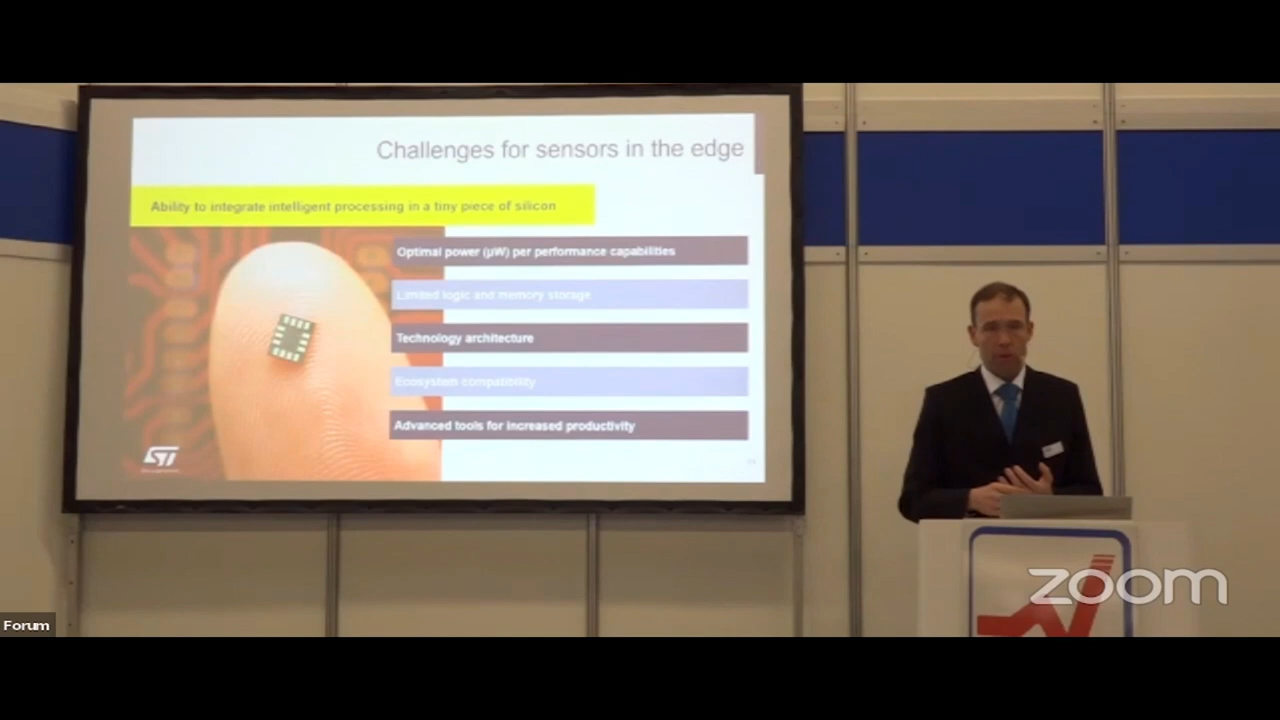 Challenges for sensors in the edge
Ability to integrate intelligent processing in a tiny piece of silicon
Optimal power (µW) per performance capabilities
Limited logic and memory storage
Technology architecture
Ecosystem compatibility
Advanced tools for increased productivity
ST
zoom
Forum